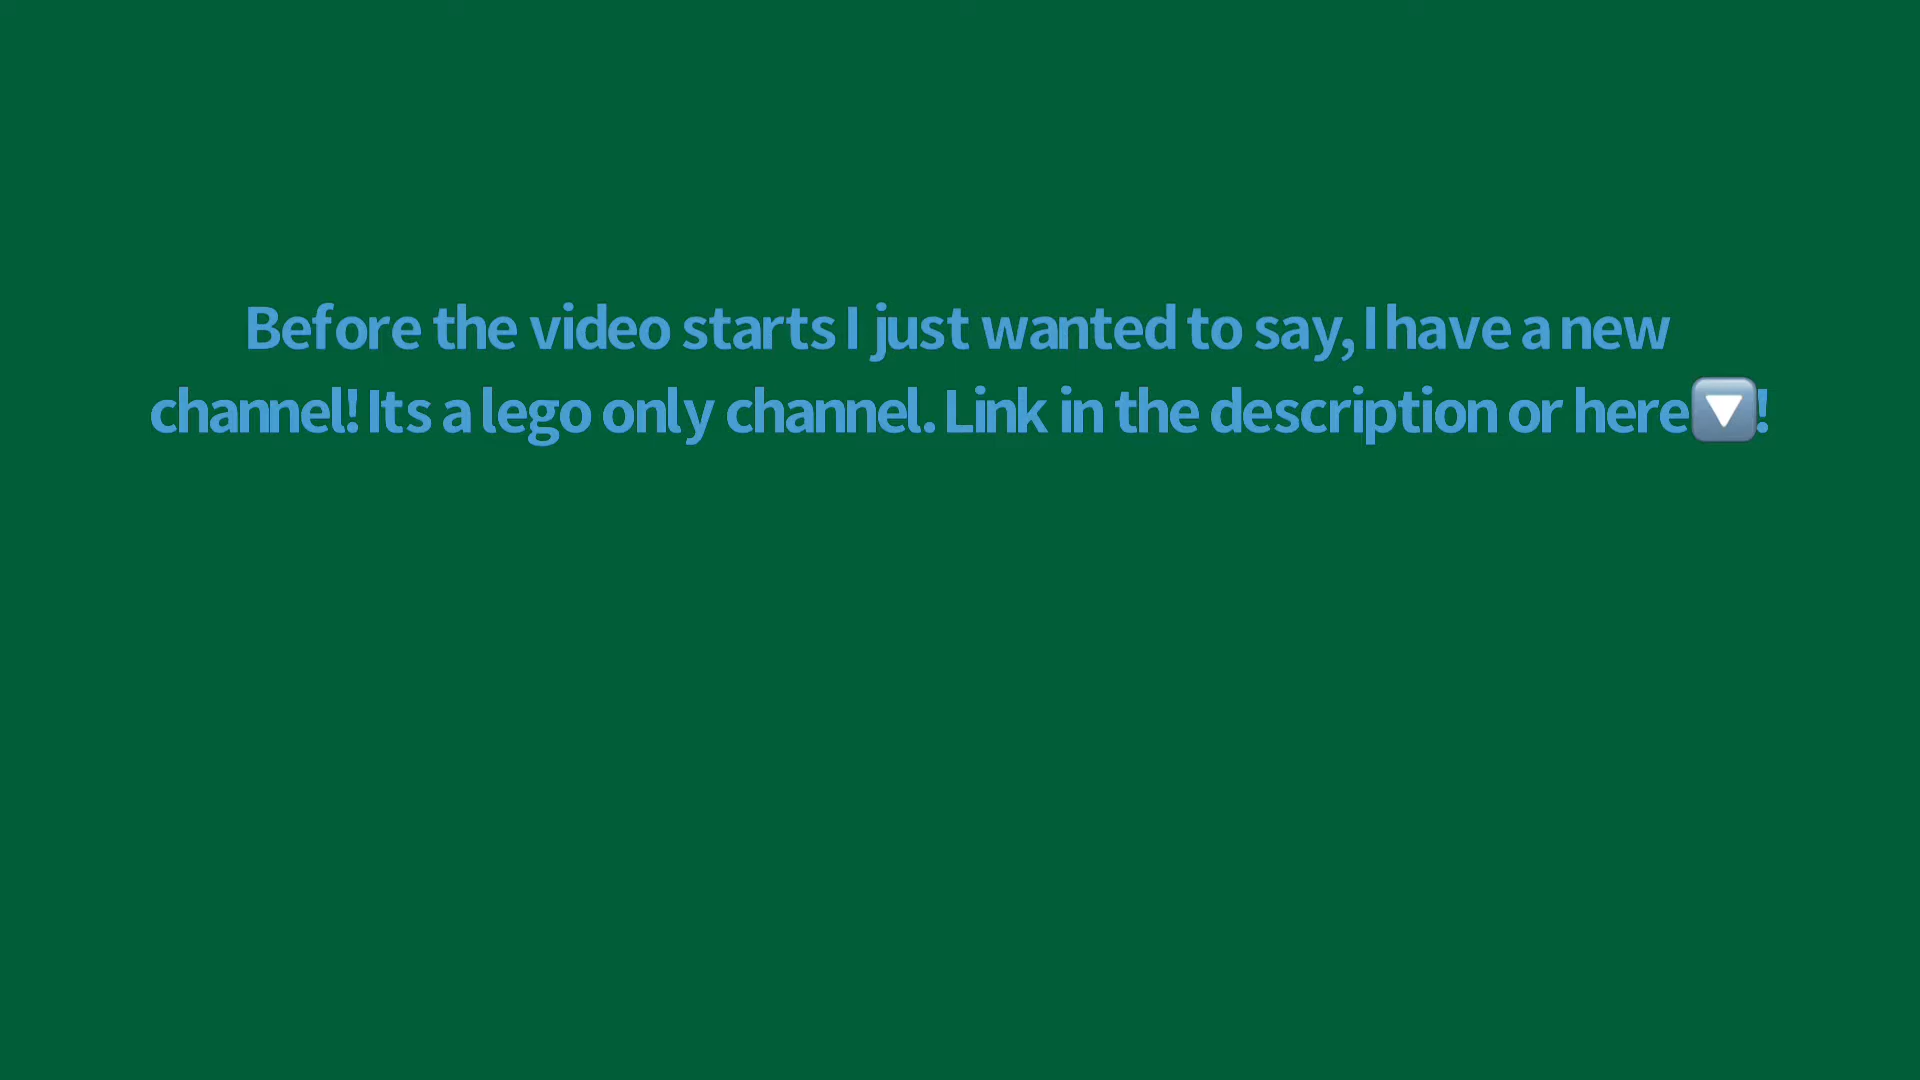 Before the video starts I just wanted to say, I have a new
channel! Its a lego only channel. Link in the description or here🔽!